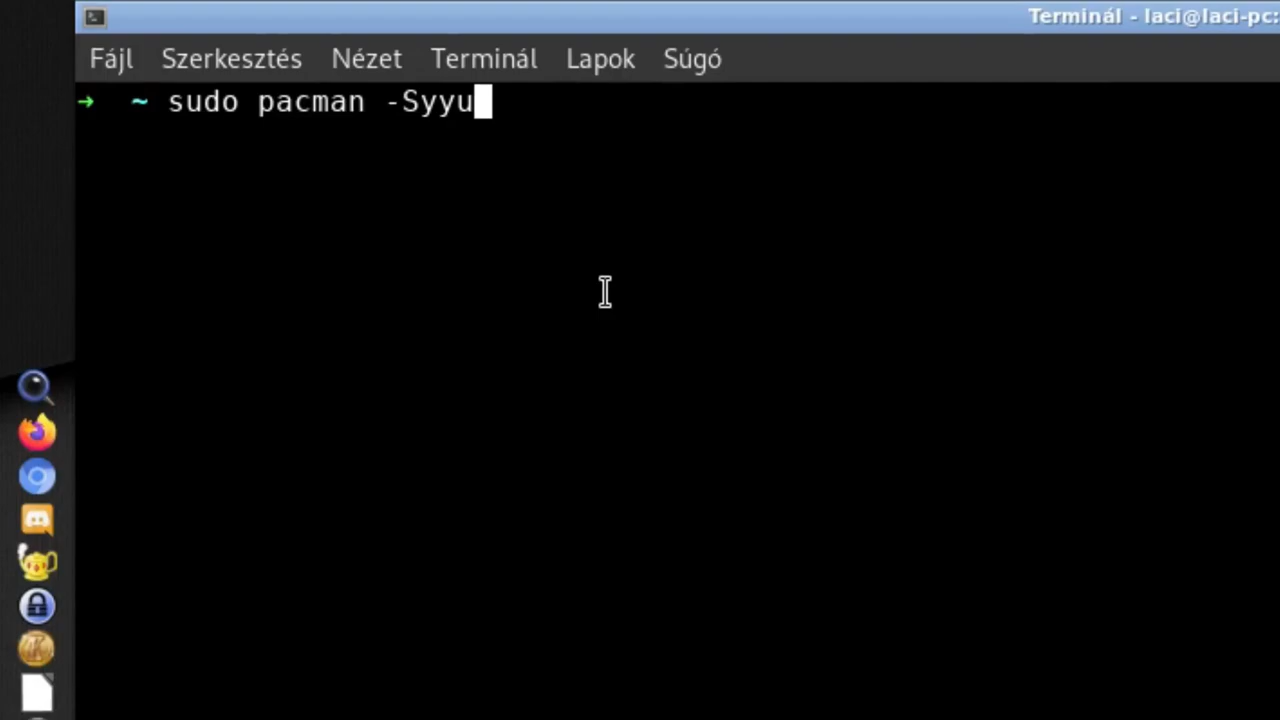 Terminál - laci@laci-pc:
Fájl Szerkesztés Nézet Terminál Lapok Súgó
➜ ~ sudo pacman -Syyu